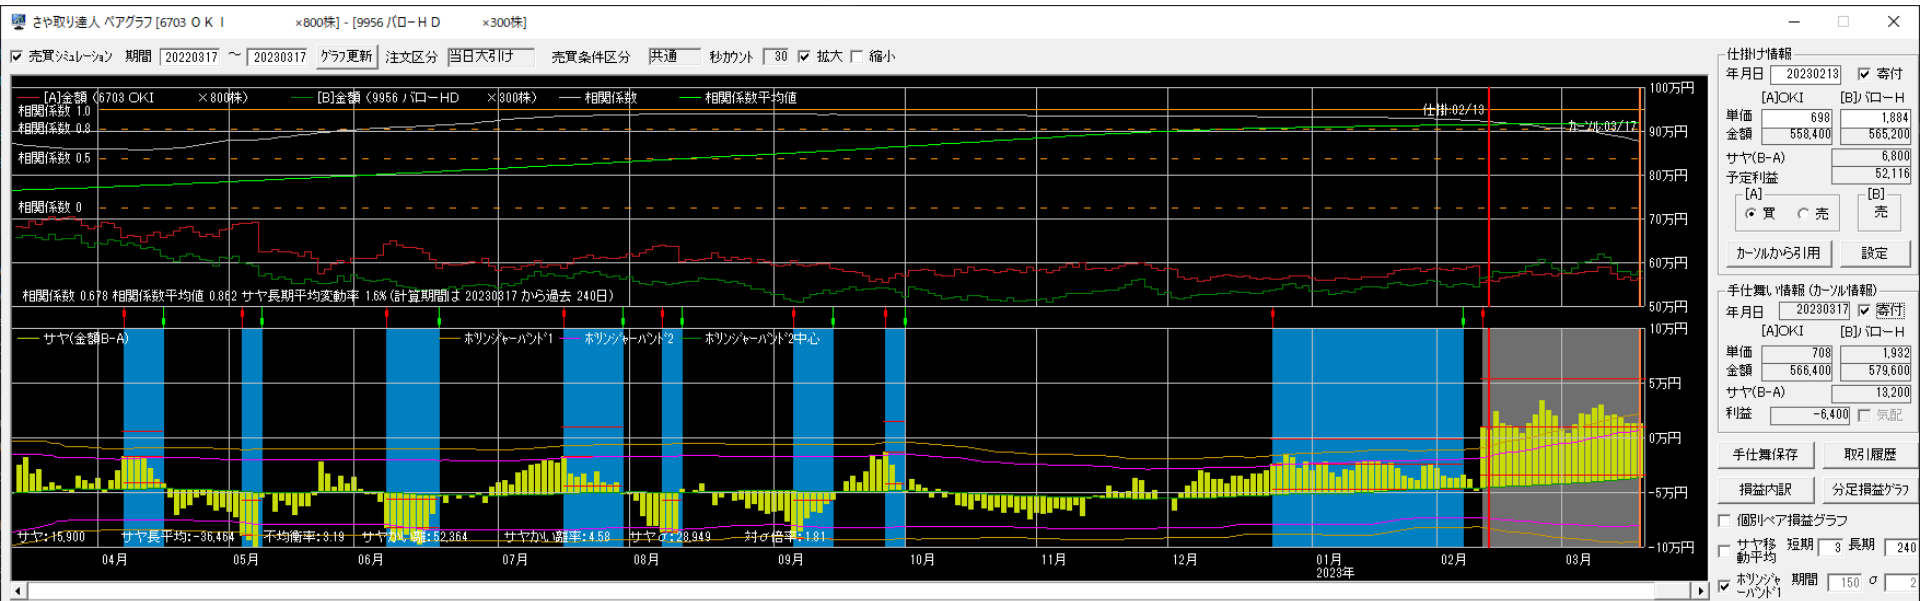 さや取り達人 ペアグラフ [6703 ＯＫＩ ×800株] - [9956 バローＨＤ ×300株]
売買シミュレーション 期間 20220317 ～ 20230317 グラフ更新 注文区分 当日大引け 売買条件区分 共通 秒カウント 30 拡大 縮小
[A]金額 (6703 OKI ×800株) [B]金額 (9956 バローHD ×300株) 相関係数 相関係数平均値
相関係数 1.0
相関係数 0.8
相関係数 0.5
相関係数 0
仕掛:02/13
カーソル:03/17
100万円
90万円
80万円
70万円
60万円
50万円
相関係数 0.678 相関係数平均値 0.862 サヤ長期平均変動率 1.6% (計算期間は 20230317 から過去 240日)
サヤ(金額B-A) ボリンジャーバンド1 ボリンジャーバンド2 ボリンジャーバンド2中心
10万円
5万円
0万円
-5万円
-10万円
サヤ:15,900 サヤ長平均:-36,464 不均衡率:3.19 サヤかい離:52,364 サヤかい離率:4.58 サヤσ:28,949 対σ倍率:1.81
04月 05月 06月 07月 08月 09月 10月 11月 12月 01月 02月 03月
2023年
仕掛け情報
年月日 20230213 寄付
[A]OKI [B]バローH
単価 698 1,884
金額 558,400 565,200
サヤ(B-A) 6,800
予定利益 52,116
[A] [B]
買 売 売
カーソルから引用 設定
手仕舞い情報 (カーソル情報)
年月日 20230317 寄付
[A]OKI [B]バローH
単価 708 1,932
金額 566,400 579,600
サヤ(B-A) 13,200
利益 -6,400 気配
手仕舞保存 取引履歴
損益内訳 分足損益グラフ
個別ペア損益グラフ
サヤ移動平均 短期 3 長期 240
ボリンジャーバンド1 期間 150 σ 2